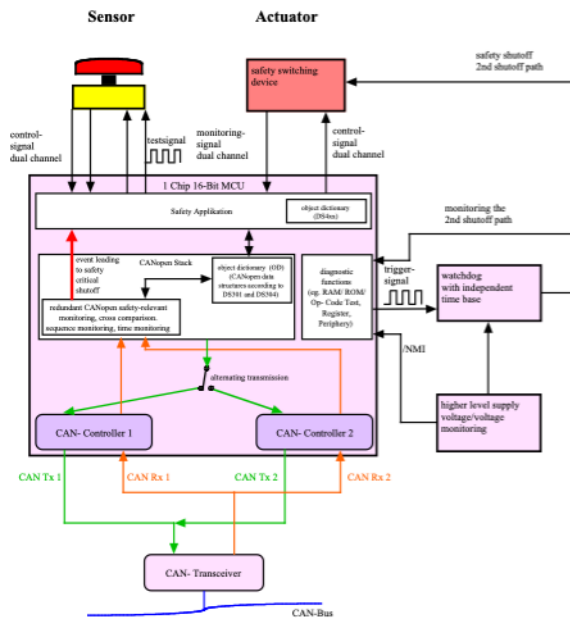 Sensor
Actuator
safety shutoff
2nd shutoff path
safety switching
device
control-
signal
dual channel
testsignal
monitoring-
signal
dual channel
control-
signal
dual channel
1 Chip 16-Bit MCU
Safety Applikation
object dictionary
(DS4xx)
monitoring the
2nd shutoff path
event leading
to safety
critical
shutoff
CANopen Stack
object dictionary (OD)
(CANopen data
structures according to
DS301 and DS304)
redundant CANopen safety-relevant
monitoring, cross comparison.
sequence monitoring, time monitoring
diagnostic
functions
(eg. RAM/ ROM/
Op- Code Test,
Register,
Periphery)
trigger-
signal
watchdog
with independent
time base
/NMI
alternating transmission
higher level supply
voltage/voltage
monitoring
CAN- Controller 1
CAN- Controller 2
CAN Tx 1
CAN Rx 1
CAN Tx 2
CAN Rx 2
CAN- Transceiver
CAN-Bus